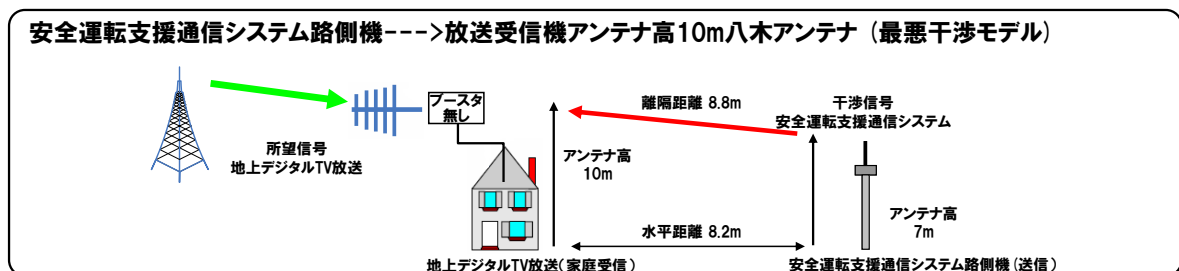 安全運転支援通信システム路側機--->放送受信機アンテナ高10m八木アンテナ (最悪干渉モデル)
ブースタ
無し
離隔距離 8.8m
干渉信号
安全運転支援通信システム
所望信号
地上デジタルTV放送
アンテナ高
10m
アンテナ高
7m
水平距離 8.2m
地上デジタルTV放送(家庭受信)
安全運転支援通信システム路側機(送信)